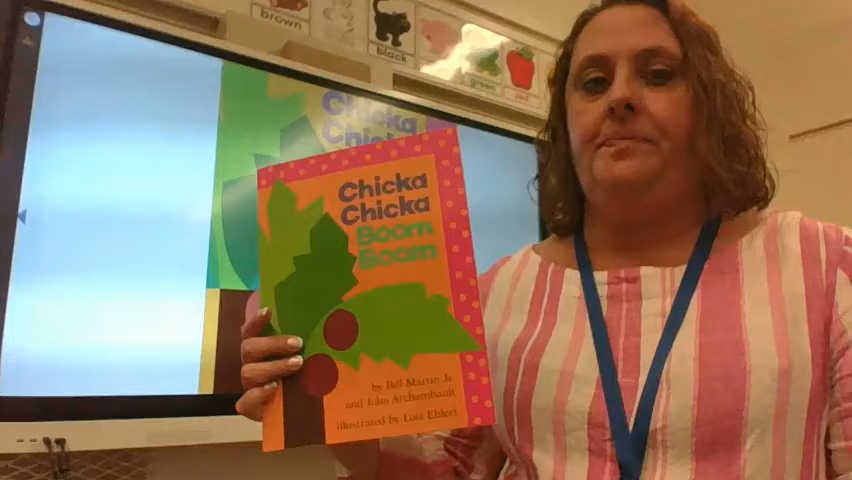 brown
black
green
red
Chicka
Chicka
Chicka
Chicka
Boom
Boom
by Bill Martin Jr
and John Archambault
illustrated by Lois Ehlert